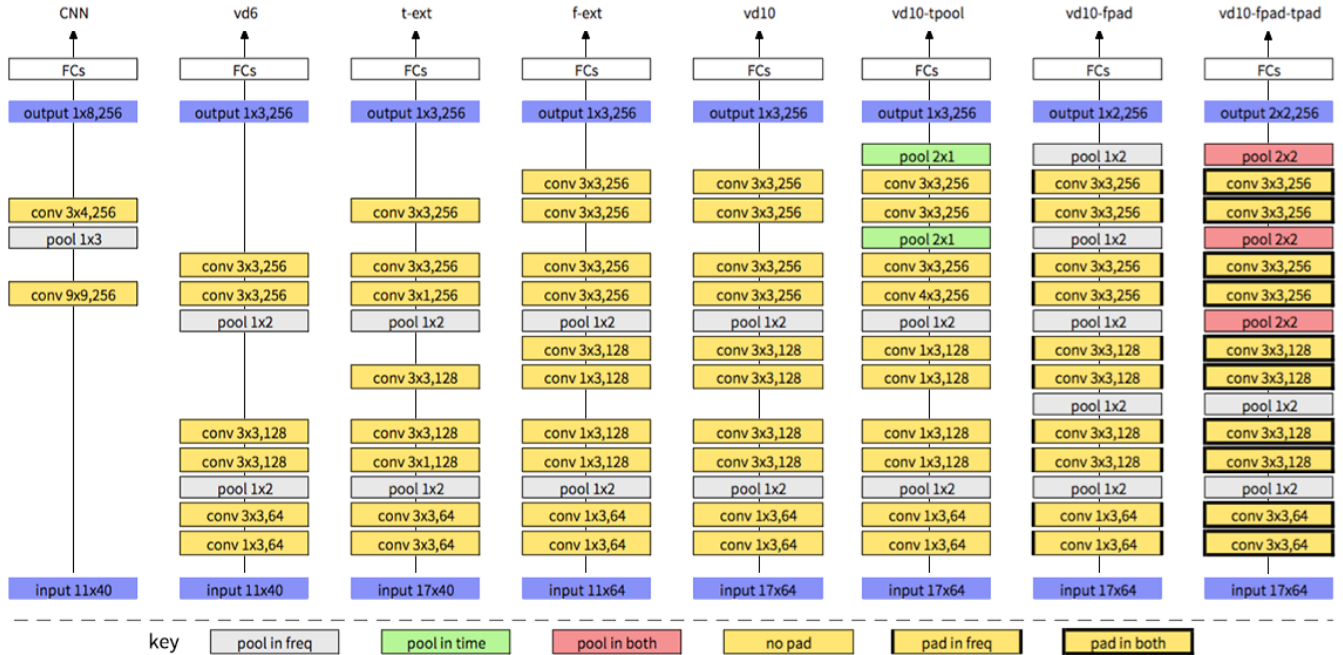 CNN vd6 t-ext f-ext vd10 vd10-tpool vd10-fpad vd10-fpad-tpad
FCs FCs FCs FCs FCs FCs FCs FCs
output 1x8,256 output 1x3,256 output 1x3,256 output 1x3,256 output 1x3,256 output 1x3,256 output 1x2,256 output 2x2,256
pool 2x1 pool 1x2 pool 2x2
conv 3x3,256 conv 3x3,256 conv 3x3,256 conv 3x3,256 conv 3x3,256
conv 3x4,256 conv 3x3,256 conv 3x3,256 conv 3x3,256 conv 3x3,256 conv 3x3,256 conv 3x3,256
pool 1x3 pool 2x1 pool 1x2 pool 2x2
conv 3x3,256 conv 3x3,256 conv 3x3,256 conv 3x3,256 conv 3x3,256 conv 3x3,256 conv 3x3,256
conv 9x9,256 conv 3x3,256 conv 3x1,256 conv 3x3,256 conv 3x3,256 conv 4x3,256 conv 3x3,256 conv 3x3,256
pool 1x2 pool 1x2 pool 1x2 pool 1x2 pool 1x2 pool 1x2 pool 2x2
conv 3x3,128 conv 3x3,128 conv 1x3,128 conv 3x3,128 conv 3x3,128
conv 3x3,128 conv 1x3,128 conv 3x3,128 conv 1x3,128 conv 3x3,128 conv 3x3,128
pool 1x2 pool 1x2
conv 3x3,128 conv 3x3,128 conv 1x3,128 conv 3x3,128 conv 1x3,128 conv 3x3,128 conv 3x3,128
conv 3x3,128 conv 3x1,128 conv 1x3,128 conv 3x3,128 conv 1x3,128 conv 3x3,128 conv 3x3,128
pool 1x2 pool 1x2 pool 1x2 pool 1x2 pool 1x2 pool 1x2 pool 1x2
conv 3x3,64 conv 3x3,64 conv 1x3,64 conv 1x3,64 conv 1x3,64 conv 1x3,64 conv 3x3,64
conv 1x3,64 conv 3x3,64 conv 1x3,64 conv 1x3,64 conv 1x3,64 conv 1x3,64 conv 3x3,64
input 11x40 input 11x40 input 17x40 input 11x64 input 17x64 input 17x64 input 17x64 input 17x64
key pool in freq pool in time pool in both no pad pad in freq pad in both